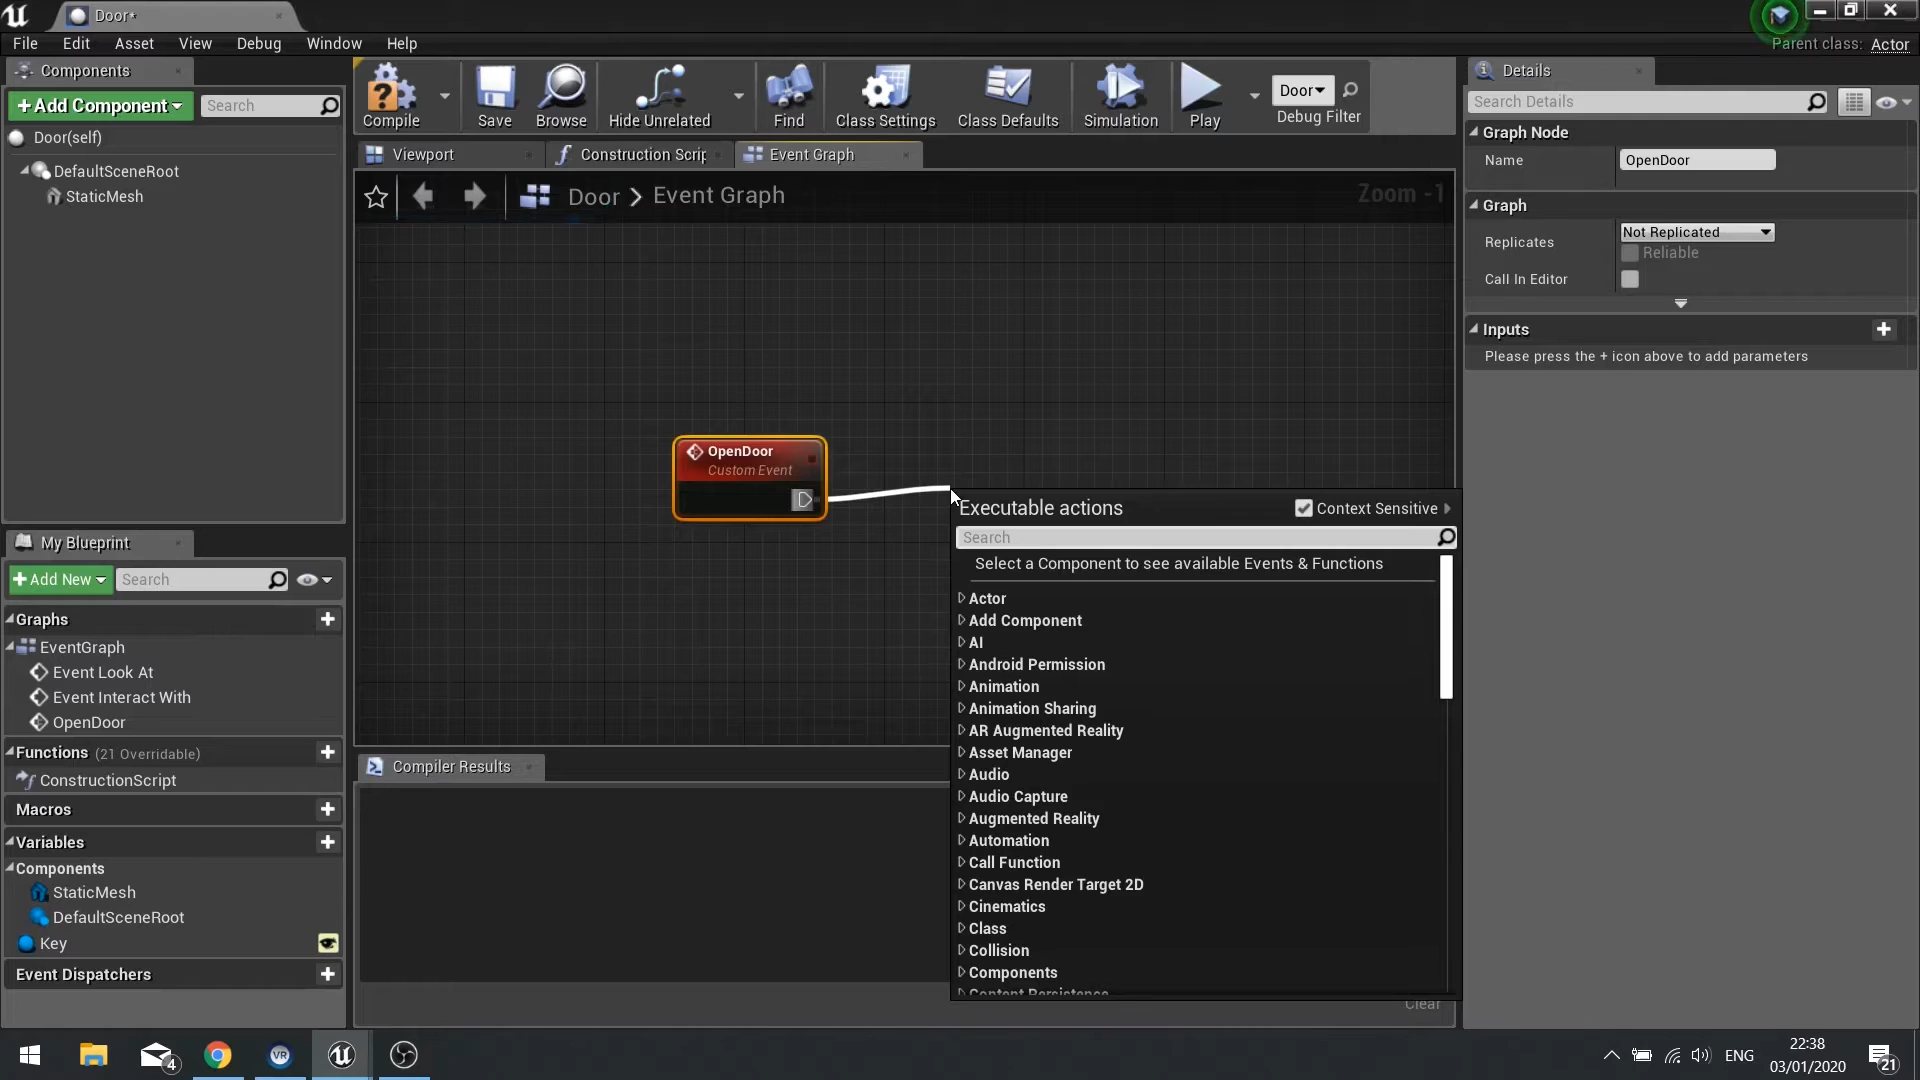 Door*
File Edit Asset View Debug Window Help
Parent class: Actor
Components
+Add Component
Search
Door(self)
DefaultSceneRoot
StaticMesh
Compile
Save
Browse
Hide Unrelated
Find
Class Settings
Class Defaults
Simulation
Play
Door
Debug Filter
Viewport
Construction Scrip
Event Graph
Door > Event Graph
Zoom -1
OpenDoor
Custom Event
Executable actions
Context Sensitive
Search
Select a Component to see available Events & Functions
Actor
Add Component
AI
Android Permission
Animation
Animation Sharing
AR Augmented Reality
Asset Manager
Audio
Audio Capture
Augmented Reality
Automation
Call Function
Canvas Render Target 2D
Cinematics
Class
Collision
Components
Content Persistence
Clear
Compiler Results
My Blueprint
+Add New
Search
Graphs
EventGraph
Event Look At
Event Interact With
OpenDoor
Functions (21 Overridable)
ConstructionScript
Macros
Variables
Components
StaticMesh
DefaultSceneRoot
Key
Event Dispatchers
Details
Search Details
Graph Node
Name OpenDoor
Graph
Replicates Not Replicated
Reliable
Call In Editor
Inputs
Please press the + icon above to add parameters
4
VR
ENG
22:38
03/01/2020
21